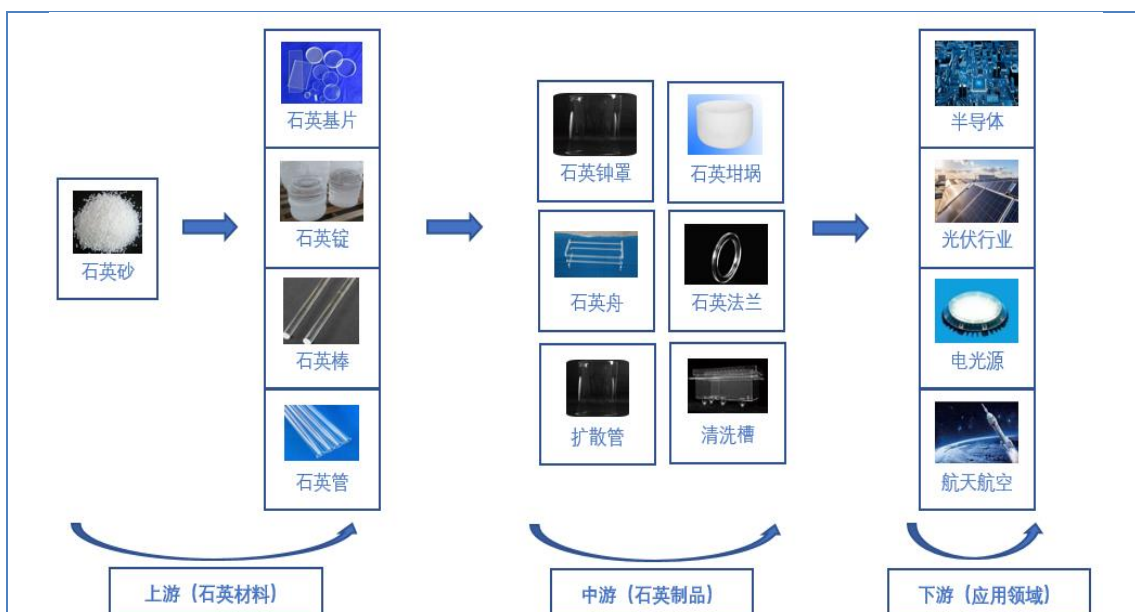 石英砂
石英基片
石英锭
石英棒
石英管
石英钟罩
石英坩埚
石英舟
石英法兰
扩散管
清洗槽
半导体
光伏行业
电光源
航天航空
上游（石英材料）
中游（石英制品）
下游（应用领域）